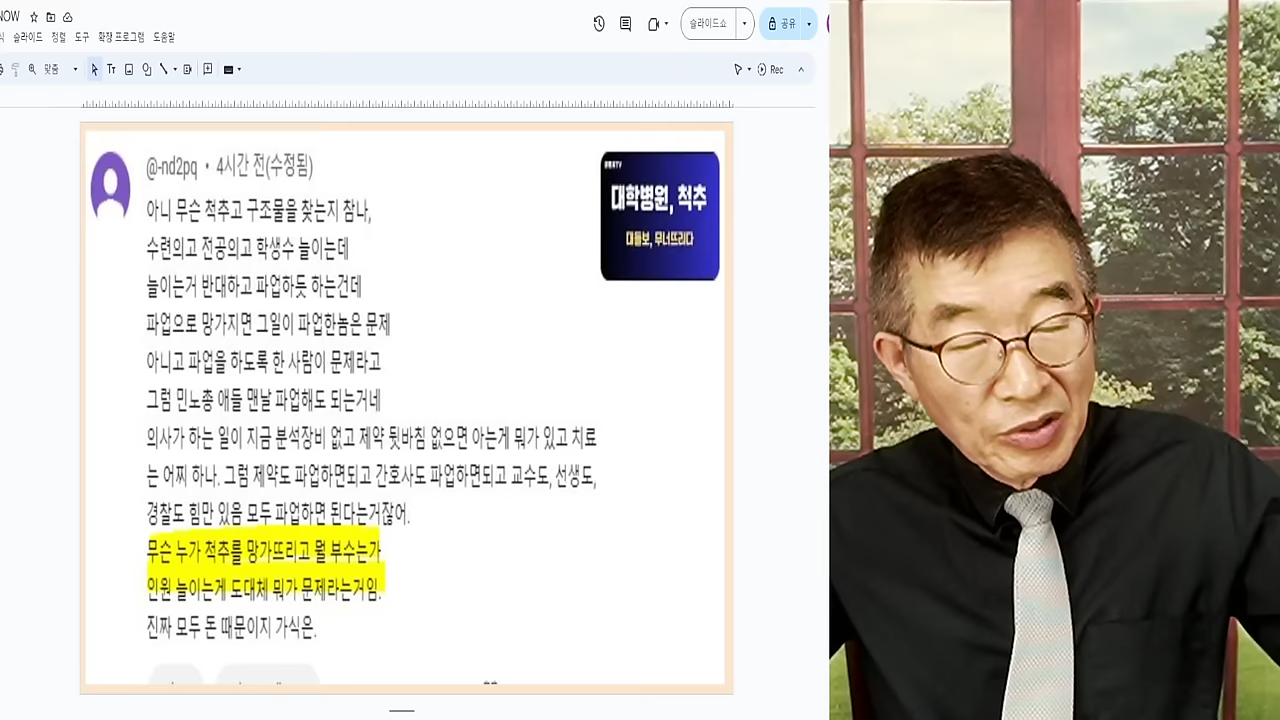 NOW
슬라이드쇼
공유
슬라이드 정렬 도구 확장 프로그램 도움말
맞춤
Rec
@-nd2pq • 4시간 전(수정됨)
아니 무슨 척추고 구조물을 찾는지 참나,
수련의고 전공의고 학생수 늘이는데
늘이는거 반대하고 파업하듯 하는건데
파업으로 망가지면 그일이 파업한놈은 문제
아니고 파업을 하도록 한 사람이 문제라고
그럼 민노총 애들 맨날 파업해도 되는거네
의사가 하는 일이 지금 분석장비 없고 제약 뒷바침 없으면 아는게 뭐가 있고 치료
는 어찌 하나. 그럼 제약도 파업하면되고 간호사도 파업하면되고 교수도, 선생도,
경찰도 힘만 있음 모두 파업하면 된다는거잖어.
무슨 누가 척추를 망가뜨리고 뭘 부수는가
인원 늘이는게 도대체 뭐가 문제라는거임.
진짜 모두 돈 때문이지 가식은.
대학병원, 척추
대들보, 무너뜨리다